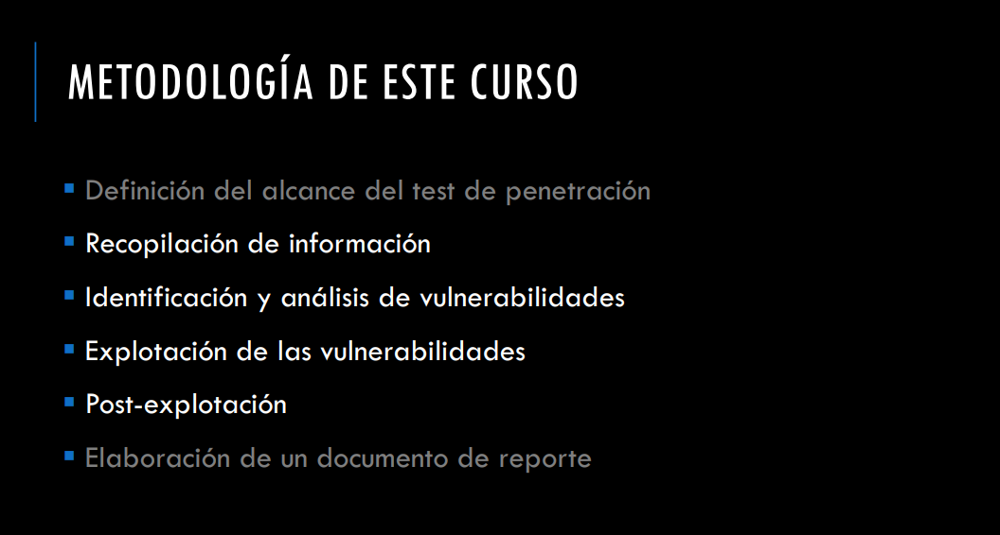 METODOLOGÍA DE ESTE CURSO
Definición del alcance del test de penetración
Recopilación de información
Identificación y análisis de vulnerabilidades
Explotación de las vulnerabilidades
Post-explotación
Elaboración de un documento de reporte